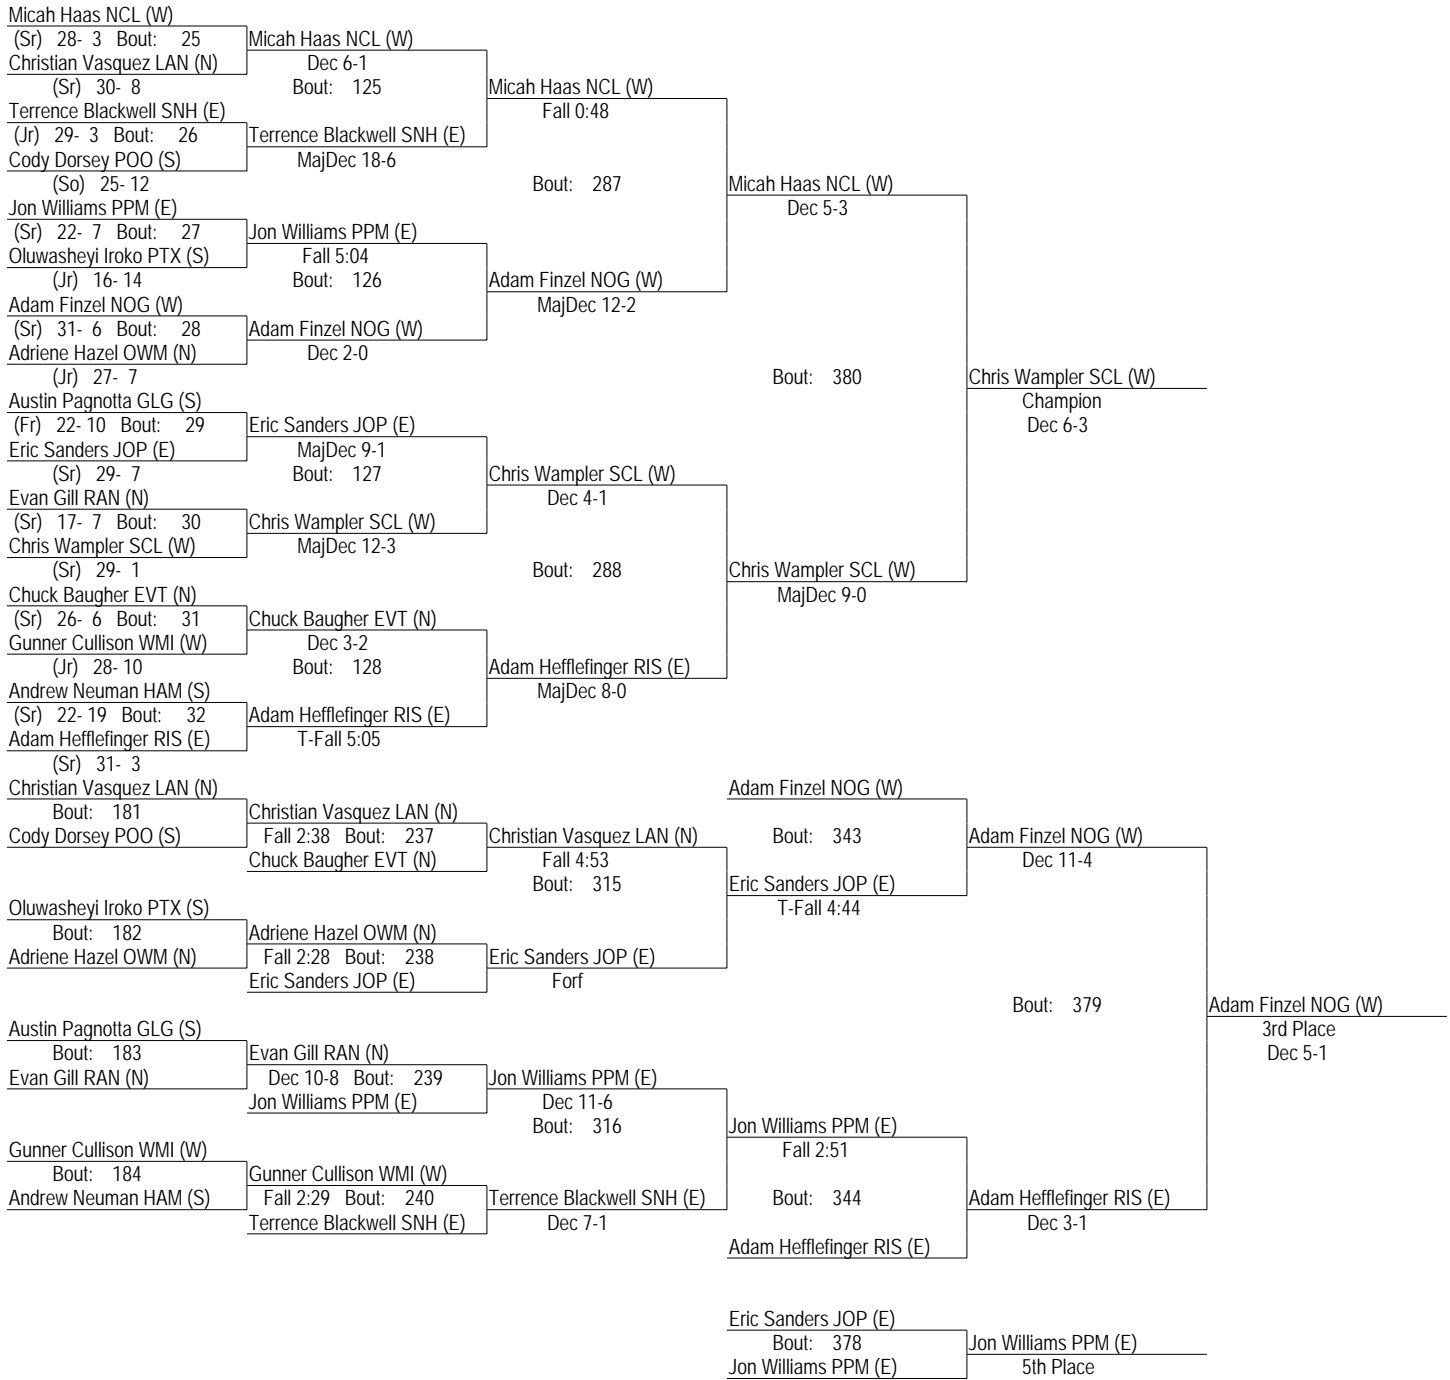 Micah Haas NCL (W)
(Sr) 28- 3 Bout: 25
Christian Vasquez LAN (N)
(Sr) 30- 8
Terrence Blackwell SNH (E)
(Jr) 29- 3 Bout: 26
Cody Dorsey POO (S)
(So) 25- 12
Jon Williams PPM (E)
(Sr) 22- 7 Bout: 27
Oluwasheyi Iroko PTX (S)
(Jr) 16- 14
Adam Finzel NOG (W)
(Sr) 31- 6 Bout: 28
Adriene Hazel OWM (N)
(Jr) 27- 7
Austin Pagnotta GLG (S)
(Fr) 22- 10 Bout: 29
Eric Sanders JOP (E)
(Sr) 29- 7
Evan Gill RAN (N)
(Sr) 17- 7 Bout: 30
Chris Wampler SCL (W)
(Sr) 29- 1
Chuck Baugher EVT (N)
(Sr) 26- 6 Bout: 31
Gunner Cullison WMI (W)
(Jr) 28- 10
Andrew Neuman HAM (S)
(Sr) 22- 19 Bout: 32
Adam Hefflefinger RIS (E)
(Sr) 31- 3
Micah Haas NCL (W)
Dec 6-1
Bout: 125
Terrence Blackwell SNH (E)
MajDec 18-6
Jon Williams PPM (E)
Fall 5:04
Bout: 126
Adam Finzel NOG (W)
Dec 2-0
Eric Sanders JOP (E)
MajDec 9-1
Bout: 127
Chris Wampler SCL (W)
MajDec 12-3
Chuck Baugher EVT (N)
Dec 3-2
Bout: 128
Adam Hefflefinger RIS (E)
T-Fall 5:05
Micah Haas NCL (W)
Fall 0:48
Bout: 287
Adam Finzel NOG (W)
MajDec 12-2
Chris Wampler SCL (W)
Dec 4-1
Bout: 288
Adam Hefflefinger RIS (E)
MajDec 8-0
Micah Haas NCL (W)
Dec 5-3
Bout: 380
Chris Wampler SCL (W)
MajDec 9-0
Chris Wampler SCL (W)
Champion
Dec 6-3
Christian Vasquez LAN (N)
Bout: 181
Cody Dorsey POO (S)
Oluwasheyi Iroko PTX (S)
Bout: 182
Adriene Hazel OWM (N)
Austin Pagnotta GLG (S)
Bout: 183
Evan Gill RAN (N)
Gunner Cullison WMI (W)
Bout: 184
Andrew Neuman HAM (S)
Christian Vasquez LAN (N)
Fall 2:38 Bout: 237
Chuck Baugher EVT (N)
Adriene Hazel OWM (N)
Fall 2:28 Bout: 238
Eric Sanders JOP (E)
Evan Gill RAN (N)
Dec 10-8 Bout: 239
Jon Williams PPM (E)
Gunner Cullison WMI (W)
Fall 2:29 Bout: 240
Terrence Blackwell SNH (E)
Christian Vasquez LAN (N)
Fall 4:53
Bout: 315
Eric Sanders JOP (E)
Forf
Jon Williams PPM (E)
Dec 11-6
Bout: 316
Terrence Blackwell SNH (E)
Dec 7-1
Adam Finzel NOG (W)
Bout: 343
Eric Sanders JOP (E)
T-Fall 4:44
Jon Williams PPM (E)
Fall 2:51
Bout: 344
Adam Hefflefinger RIS (E)
Adam Finzel NOG (W)
Dec 11-4
Bout: 379
Adam Hefflefinger RIS (E)
Dec 3-1
Adam Finzel NOG (W)
3rd Place
Dec 5-1
Eric Sanders JOP (E)
Bout: 378
Jon Williams PPM (E)
Jon Williams PPM (E)
5th Place